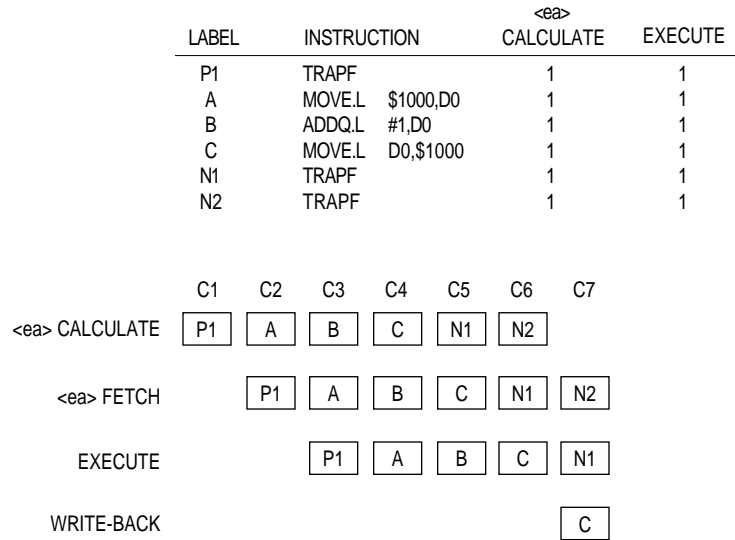 <ea>
LABEL INSTRUCTION CALCULATE EXECUTE
P1 TRAPF 1 1
A MOVE.L $1000,D0 1 1
B ADDQ.L #1,D0 1 1
C MOVE.L D0,$1000 1 1
N1 TRAPF 1 1
N2 TRAPF 1 1
C1 C2 C3 C4 C5 C6 C7
<ea> CALCULATE P1 A B C N1 N2
<ea> FETCH P1 A B C N1 N2
EXECUTE P1 A B C N1
WRITE-BACK C